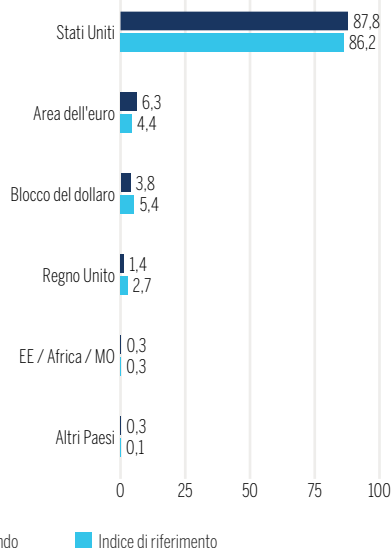 Stati Uniti 87,8
86,2
Area dell'euro 6,3
4,4
Blocco del dollaro 3,8
5,4
Regno Unito 1,4
2,7
EE / Africa / MO 0,3
0,3
Altri Paesi 0,3
0,1
0 25 50 75 100
Indice di riferimento